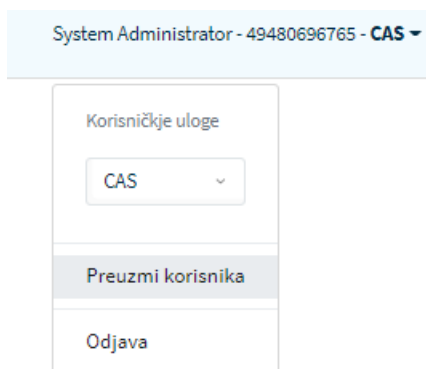 System Administrator - 49480696765 - CAS
Korisničkje uloge
CAS
Preuzmi korisnika
Odjava